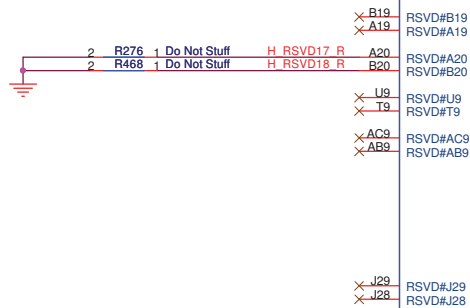 B19 RSVD#B19
A19 RSVD#A19
2 R276 1 Do Not Stuff H_RSVD17_R A20 RSVD#A20
2 R468 1 Do Not Stuff H_RSVD18_R B20 RSVD#B20
U9 RSVD#U9
T9 RSVD#T9
AC9 RSVD#AC9
AB9 RSVD#AB9
J29 RSVD#J29
J28 RSVD#J28